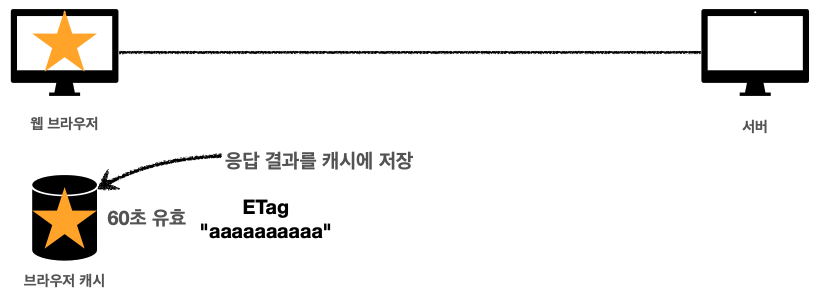 웹 브라우저
서버
응답 결과를 캐시에 저장
60초 유효
ETag
"aaaaaaaaaa"
브라우저 캐시